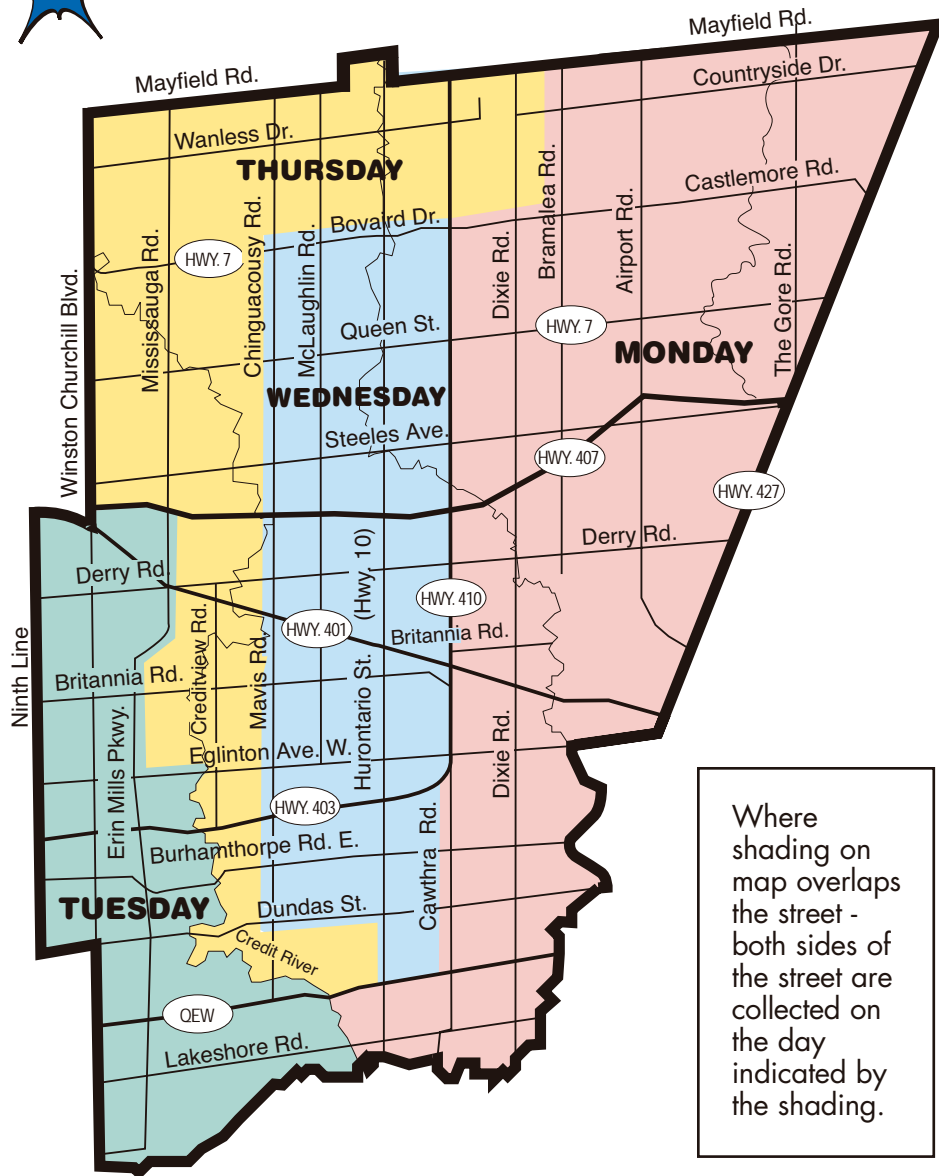 Mayfield Rd.
Mayfield Rd.
Countryside Dr.
Wanless Dr.
THURSDAY
Castlemore Rd.
Bovaird Dr.
HWY. 7
Winston Churchill Blvd.
Mississauga Rd.
Chinguacousy Rd.
McLaughlin Rd.
Dixie Rd.
Bramalea Rd.
Airport Rd.
The Gore Rd.
Queen St.
HWY. 7
MONDAY
WEDNESDAY
Steeles Ave.
HWY. 407
HWY. 427
Derry Rd.
Derry Rd.
(Hwy. 10)
HWY. 410
HWY. 401
Britannia Rd.
Ninth Line
Britannia Rd.
Creditview Rd.
Mavis Rd.
Hurontario St.
Dixie Rd.
Erin Mills Pkwy.
Eglinton Ave. W.
HWY. 403
Burhamthorpe Rd. E.
Cawthra Rd.
TUESDAY
Dundas St.
Credit River
QEW
Lakeshore Rd.
Where
shading on
map overlaps
the street -
both sides of
the street are
collected on
the day
indicated by
the shading.